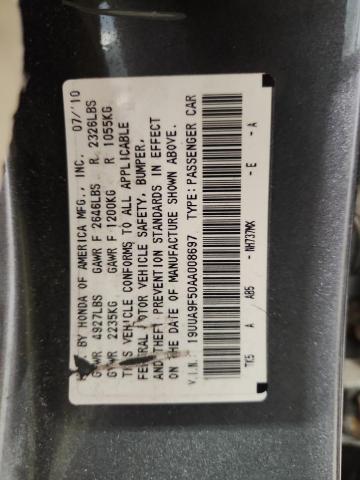 BY HONDA OF AMERICA MFG., INC. 07/'10
GVWR 4927LBS GAWR F 2646LBS R 2326LBS
GVWR 2235KG GAWR F 1200KG R 1055KG
THIS VEHICLE CONFORMS TO ALL APPLICABLE
FEDERAL MOTOR VEHICLE SAFETY, BUMPER,
AND THEFT PREVENTION STANDARDS IN EFFECT
ON THE DATE OF MANUFACTURE SHOWN ABOVE.
V.I.N. 19UUA9F50AA008697 TYPE: PASSENGER CAR
TK5 A AB5 -NH737MX -E -A